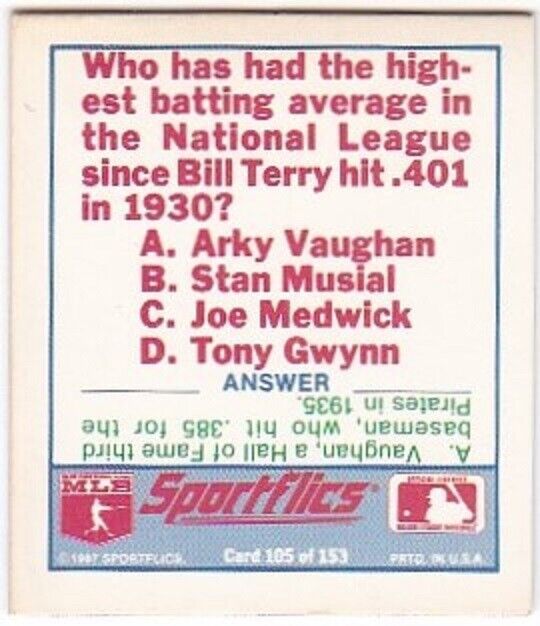 Who has had the high-
est batting average in
the National League
since Bill Terry hit .401
in 1930?
A. Arky Vaughan
B. Stan Musial
C. Joe Medwick
D. Tony Gwynn
ANSWER
A. Vaughan, a Hall of Fame third
baseman, who hit .385 for the
Pirates in 1935.
MLB
Sportflics®
©1987 SPORTFLICS.
Card 105 of 153
PRTD. IN U.S.A.